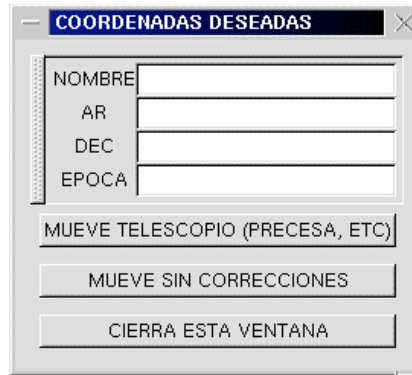 COORDENADAS DESEADAS
NOMBRE
AR
DEC
EPOCA
MUEVE TELESCOPIO (PRECESA, ETC)
MUEVE SIN CORRECCIONES
CIERRA ESTA VENTANA